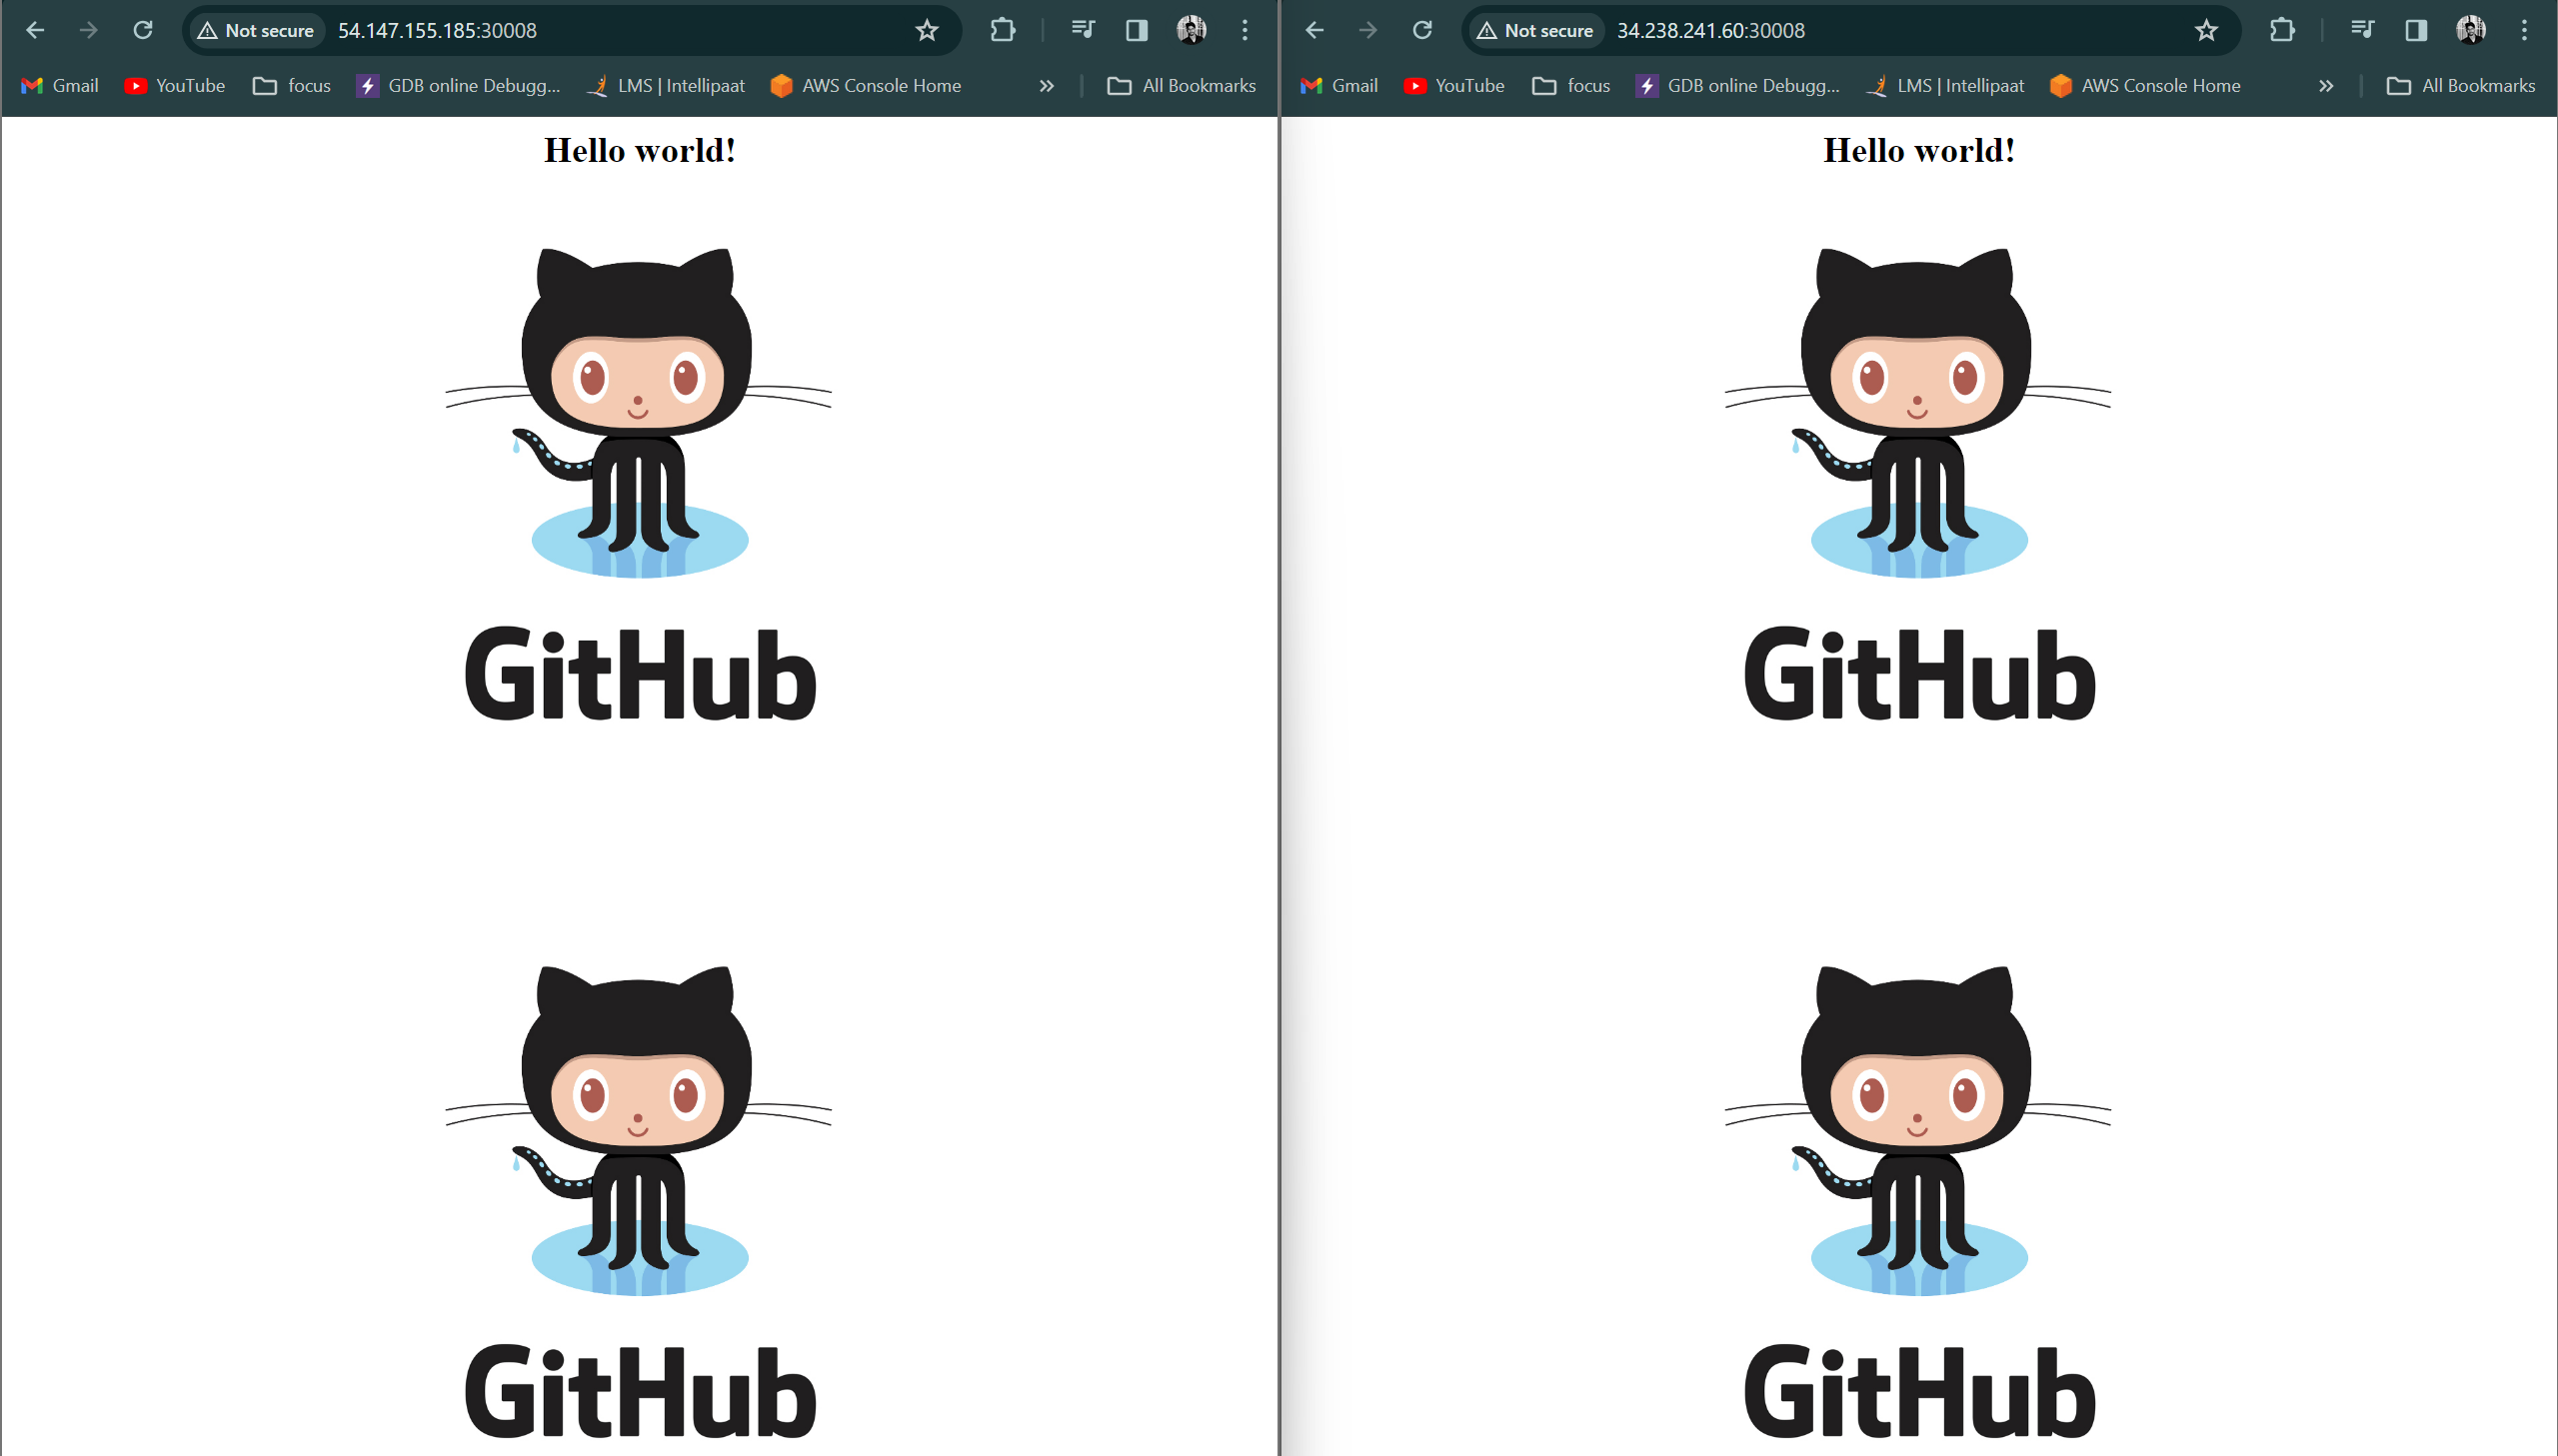 Not secure 54.147.155.185:30008
Gmail YouTube focus GDB online Debugg... LMS | Intellipaat AWS Console Home » All Bookmarks
Hello world!
GitHub
GitHub
Not secure 34.238.241.60:30008
Gmail YouTube focus GDB online Debugg... LMS | Intellipaat AWS Console Home » All Bookmarks
Hello world!
GitHub
GitHub